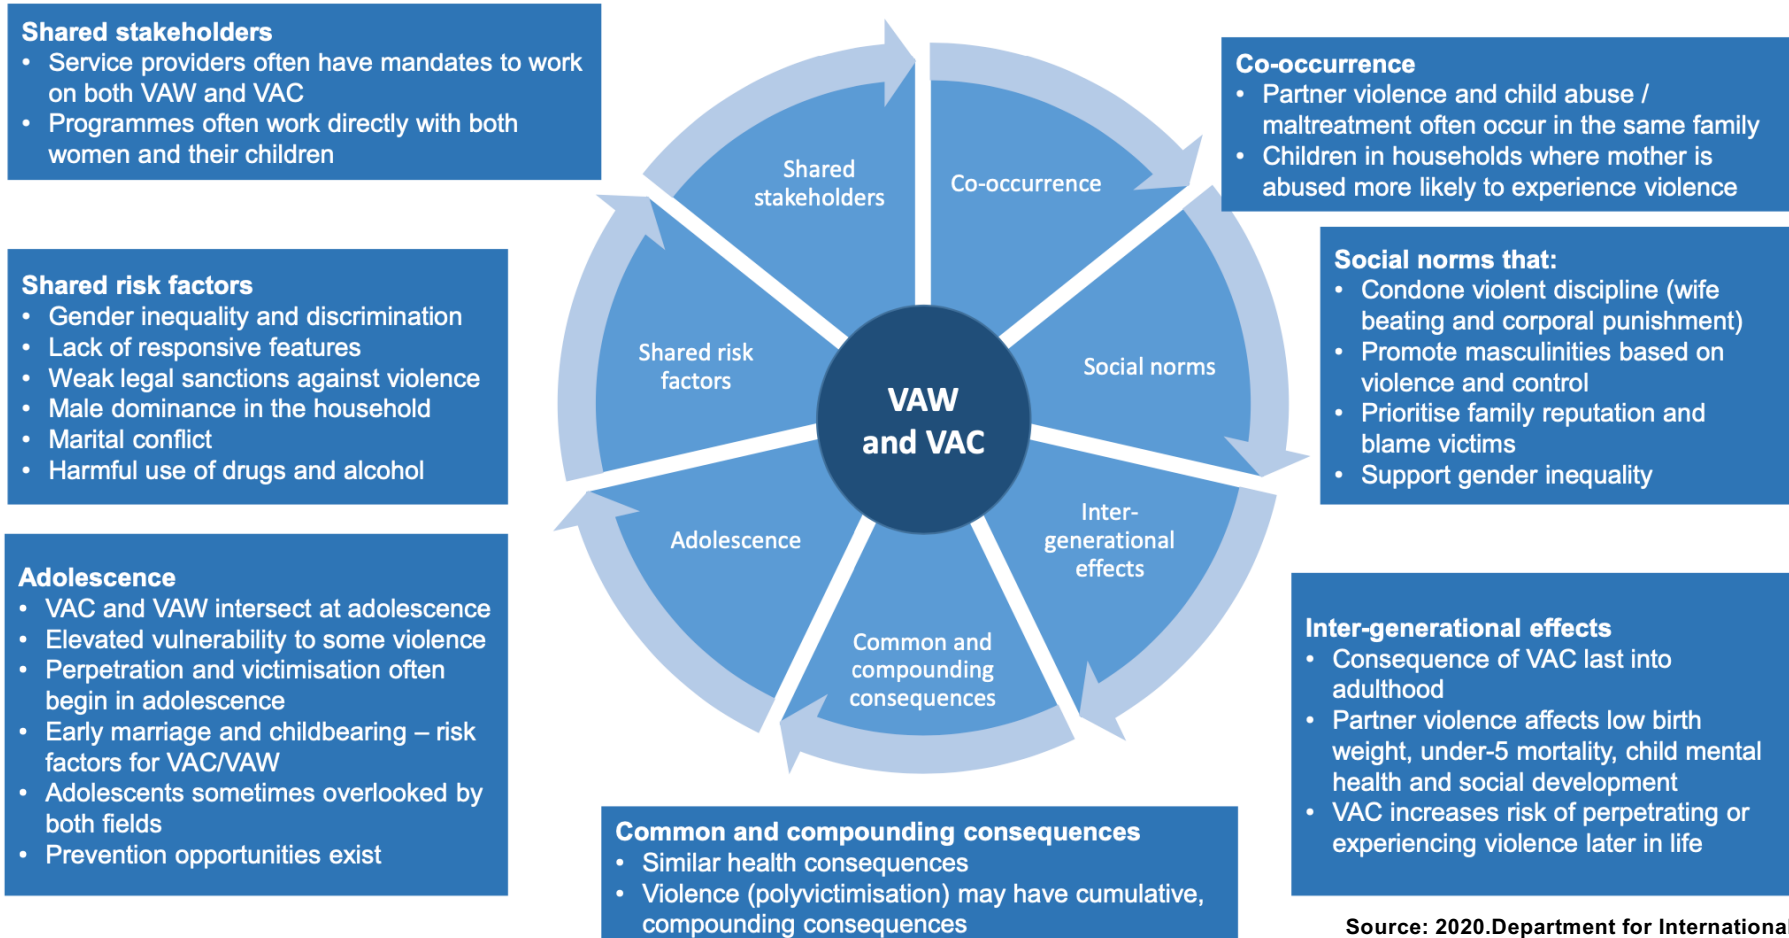 Shared stakeholders
• Service providers often have mandates to work
on both VAW and VAC
• Programmes often work directly with both
women and their children
Shared risk factors
• Gender inequality and discrimination
• Lack of responsive features
• Weak legal sanctions against violence
• Male dominance in the household
• Marital conflict
• Harmful use of drugs and alcohol
Adolescence
• VAC and VAW intersect at adolescence
• Elevated vulnerability to some violence
• Perpetration and victimisation often
begin in adolescence
• Early marriage and childbearing – risk
factors for VAC/VAW
• Adolescents sometimes overlooked by
both fields
• Prevention opportunities exist
Shared
stakeholders
Co-occurrence
Shared risk
factors
Social norms
VAW
and VAC
Adolescence
Inter-
generational
effects
Common and
compounding
consequences
Common and compounding consequences
• Similar health consequences
• Violence (polyvictimisation) may have cumulative,
compounding consequences
Co-occurrence
• Partner violence and child abuse /
maltreatment often occur in the same family
• Children in households where mother is
abused more likely to experience violence
Social norms that:
• Condone violent discipline (wife
beating and corporal punishment)
• Promote masculinities based on
violence and control
• Prioritise family reputation and
blame victims
• Support gender inequality
Inter-generational effects
• Consequence of VAC last into
adulthood
• Partner violence affects low birth
weight, under-5 mortality, child mental
health and social development
• VAC increases risk of perpetrating or
experiencing violence later in life
Source: 2020.Department for Internationa